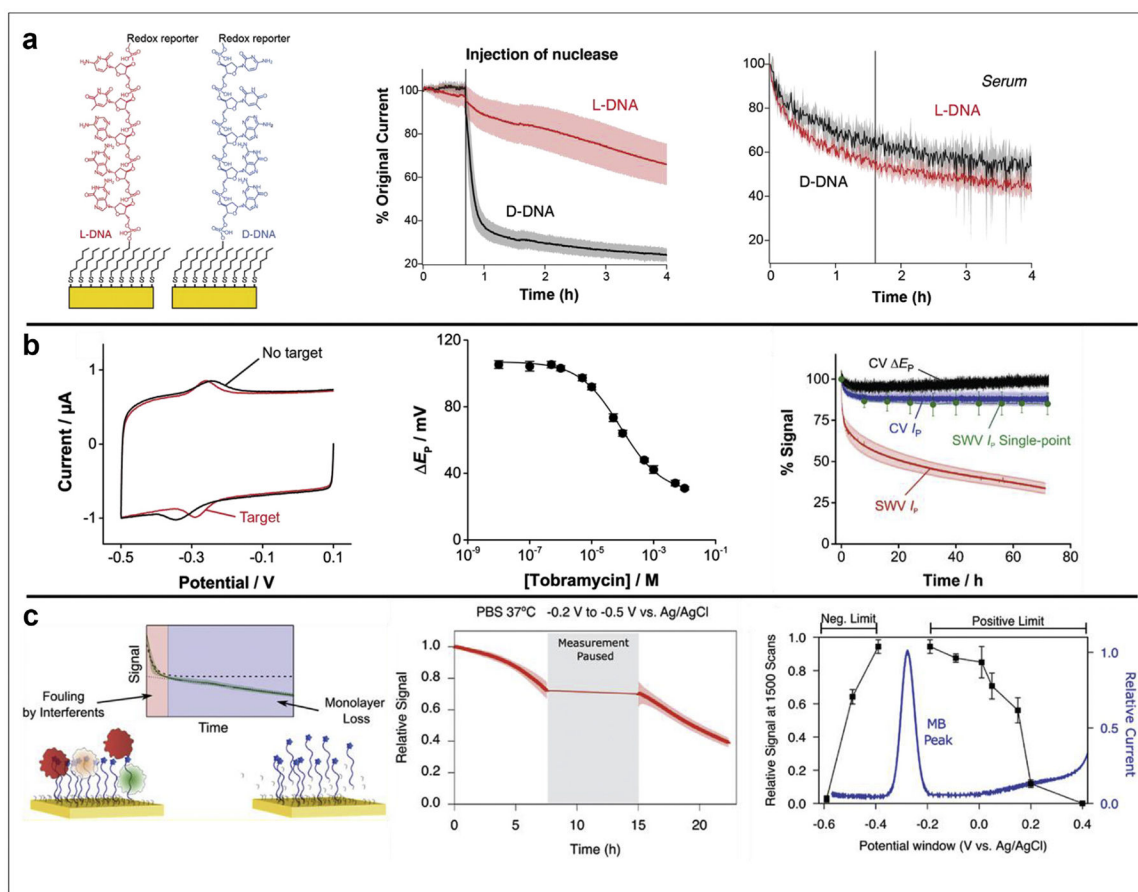 a
Redox reporter
Redox reporter
L-DNA
D-DNA
Injection of nuclease
% Original Current
100
80
60
40
20
L-DNA
D-DNA
0
1
2
3
4
Time (h)
100
80
60
40
20
Serum
L-DNA
D-DNA
0
1
2
3
4
Time (h)
b
Current / µA
1
0
-1
No target
Target
-0.5
-0.3
-0.1
0.1
Potential / V
ΔE_P / mV
120
80
40
0
10⁻⁹
10⁻⁷
10⁻⁵
10⁻³
10⁻¹
[Tobramycin] / M
% Signal
100
75
50
25
0
CV ΔE_P
CV I_P
SWV I_P Single-point
SWV I_P
0
20
40
60
80
Time / h
c
Signal
Time
Fouling
by Interferents
Monolayer
Loss
PBS 37ºC -0.2 V to -0.5 V vs. Ag/AgCl
Relative Signal
1.0
0.8
0.6
0.4
0.2
0.0
Measurement
Paused
0
5
10
15
20
Time (h)
Neg. Limit
Positive Limit
Relative Signal at 1500 Scans
1.0
0.8
0.6
0.4
0.2
0.0
MB
Peak
1.0
0.8
0.6
0.4
0.2
0.0
Relative Current
-0.6
-0.4
-0.2
0.0
0.2
0.4
Potential window (V vs. Ag/AgCl)